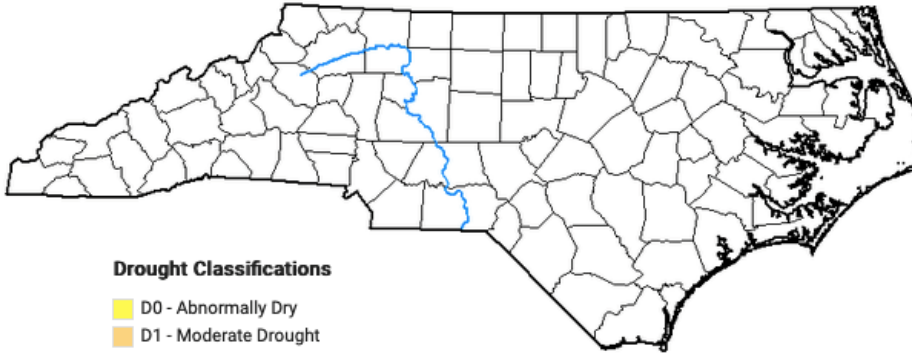 Drought Classifications
D0 - Abnormally Dry
D1 - Moderate Drought